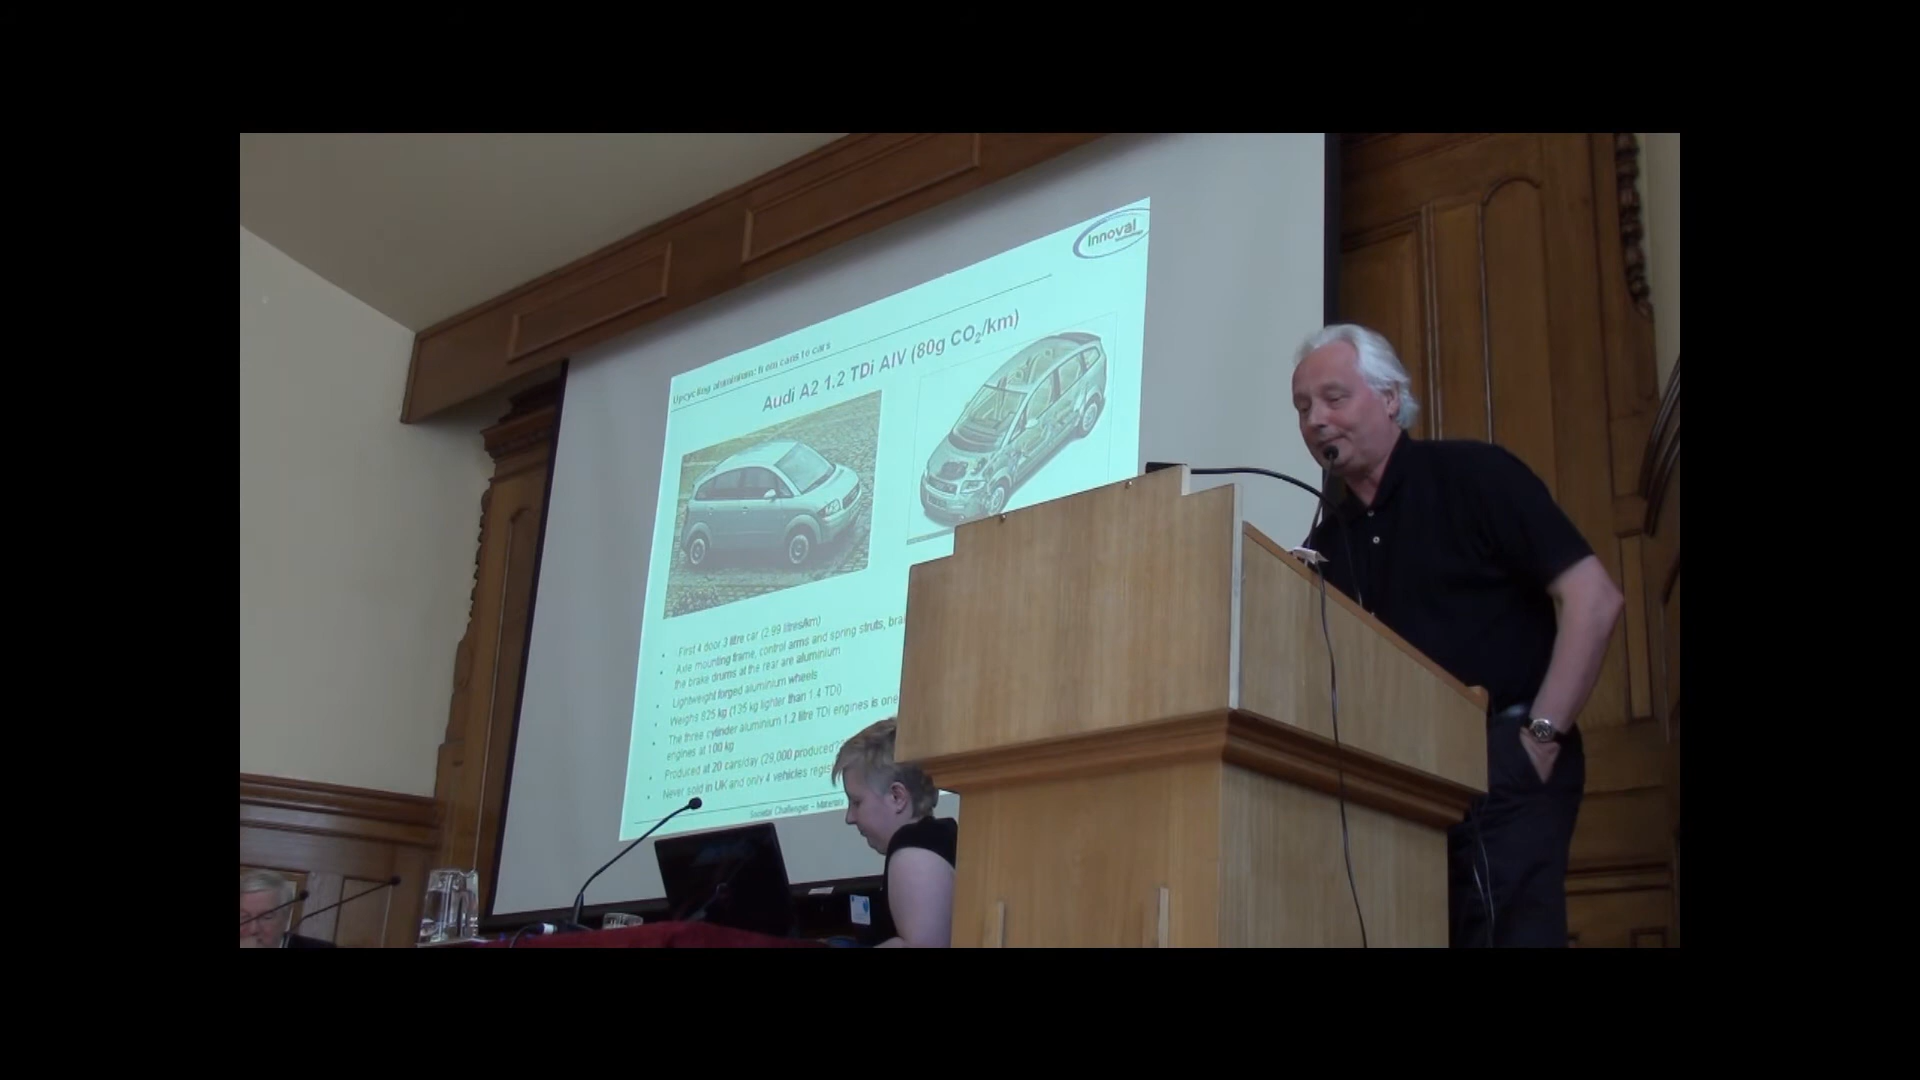 Innoval
Upcycling aluminium: from cans to cars
Audi A2 1.2 TDi AIV (80g CO₂/km)
• First 4 door 3 litre car (2.99 litres/km)
• Axle mounting frame, control arms and spring struts,
the brake drums at the rear are aluminium
• Lightweight forged aluminium wheels
• Weighs 825 kg (135 kg lighter than 1.4 TDi)
• The three cylinder aluminium 1.2 litre TDi engines is one
engines at 100 kg
• Produced at 20 cars/day (29,000 produced
• Never sold in UK and only 4 vehicles
Societal Challenges - Materials